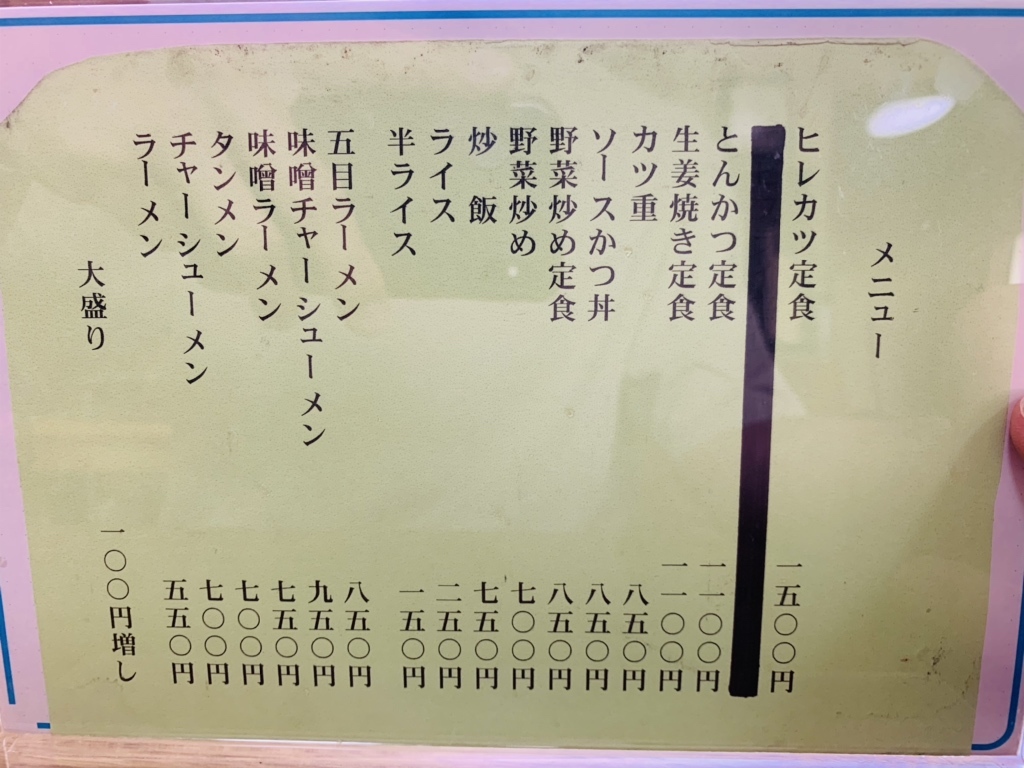 メニュー
ヒレカツ定食 一五〇〇円
とんかつ定食 一一〇〇円
生姜焼き定食 一一〇〇円
カツ重 八五〇円
ソースかつ丼 八五〇円
野菜炒め定食 八五〇円
野菜炒め 七〇〇円
炒飯 七五〇円
ライス 二五〇円
半ライス 一五〇円
五目ラーメン 八五〇円
味噌チャーシューメン 九五〇円
味噌ラーメン 七五〇円
タンメン 七〇〇円
チャーシューメン 七〇〇円
ラーメン 五五〇円
大盛り 一〇〇円増し